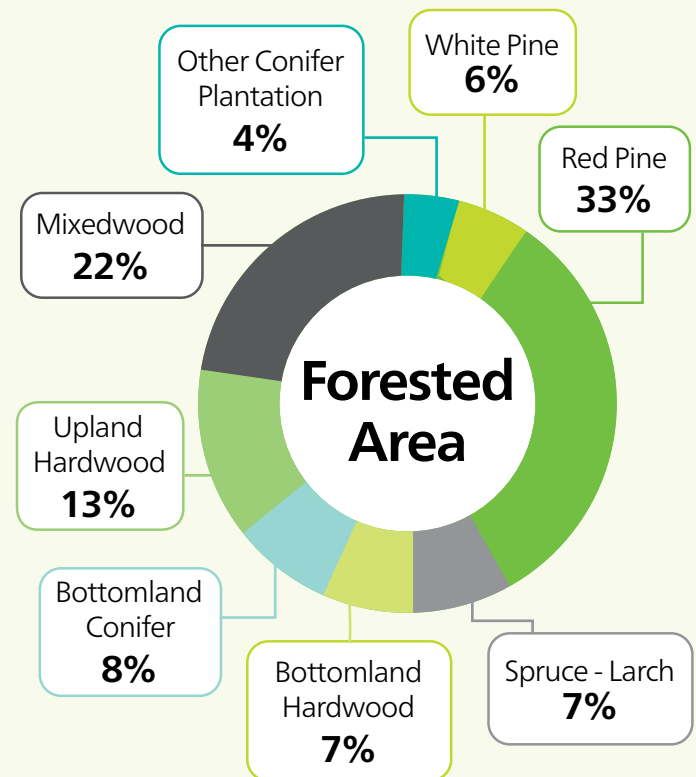 Other Conifer
Plantation
4%
White Pine
6%
Red Pine
33%
Mixedwood
22%
Forested
Area
Upland
Hardwood
13%
Bottomland
Conifer
8%
Bottomland
Hardwood
7%
Spruce - Larch
7%